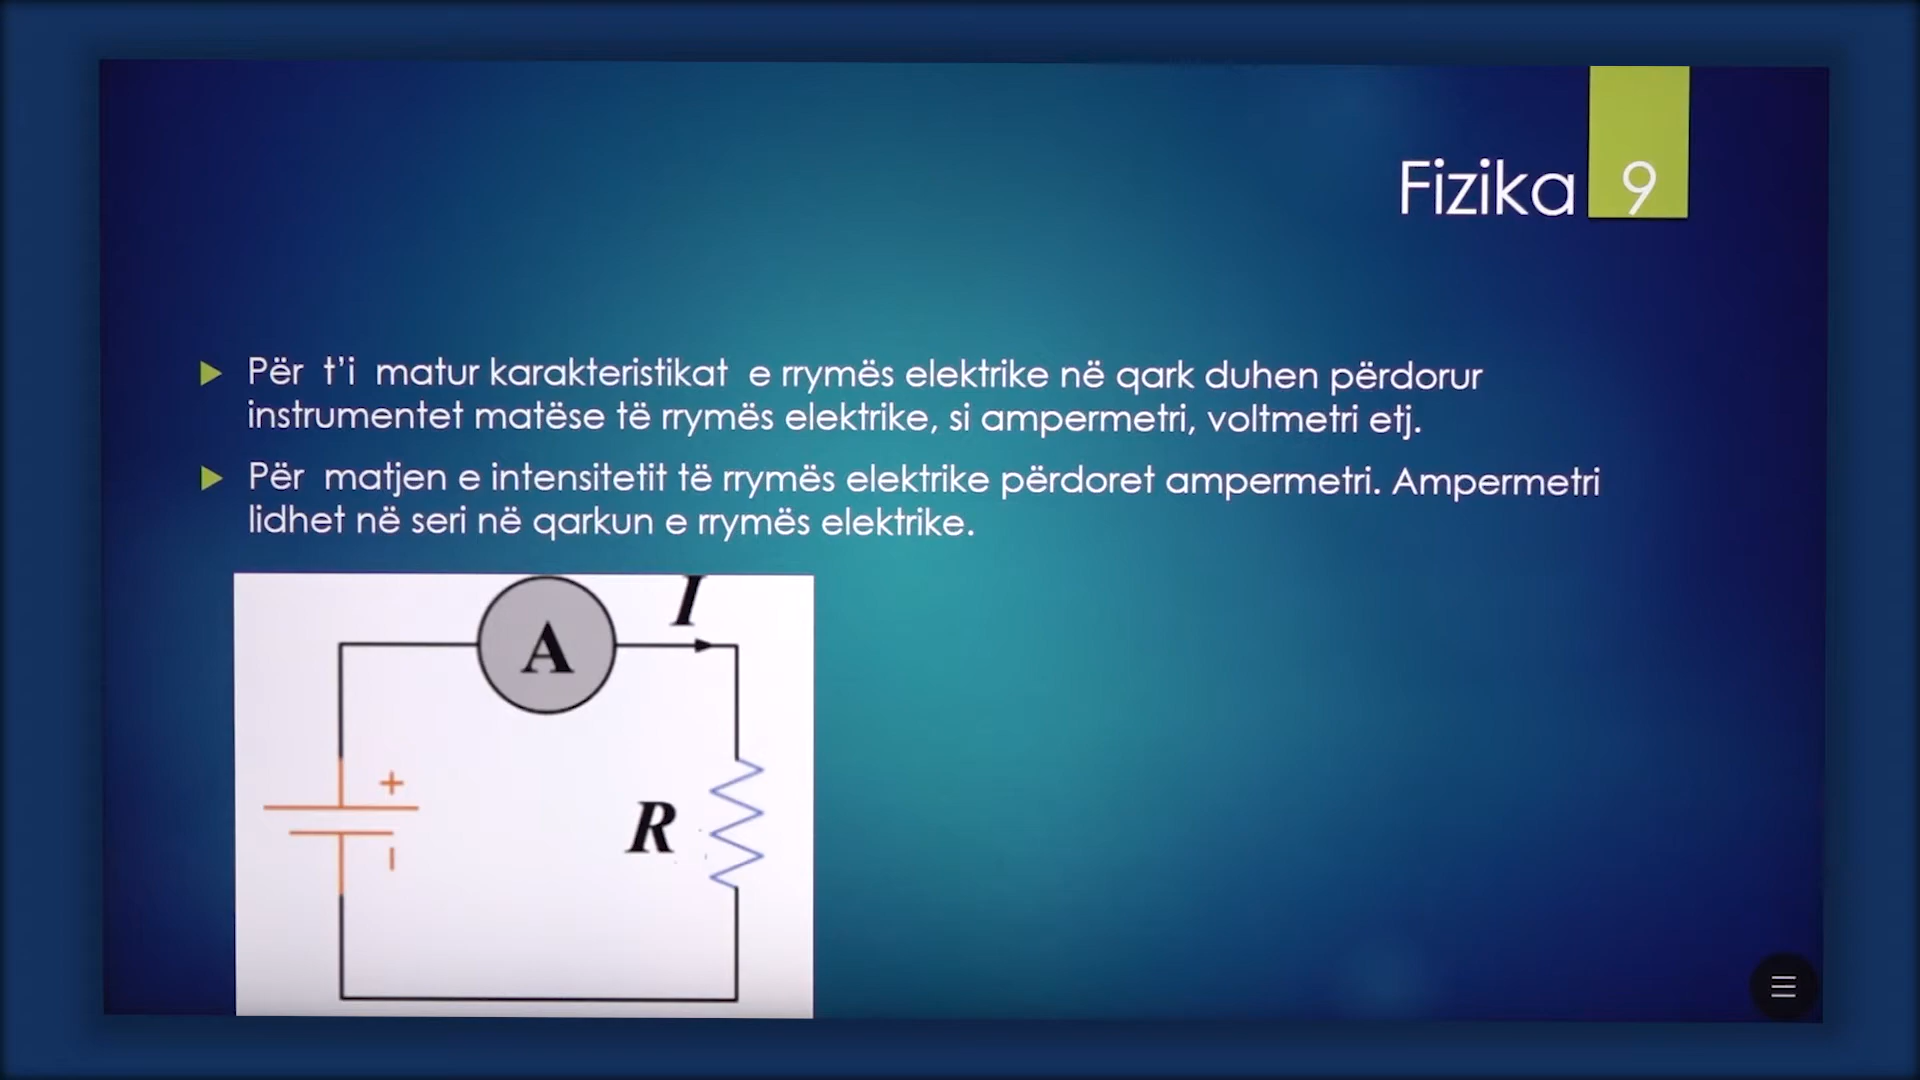 Fizika 9
Për t'i matur karakteristikat e rrymës elektrike në qark duhen përdorur
instrumentet matëse të rrymës elektrike, si ampermetri, voltmetri etj.
Për matjen e intensitetit të rrymës elektrike përdoret ampermetri. Ampermetri
lidhet në seri në qarkun e rrymës elektrike.
I
A
+
R
–